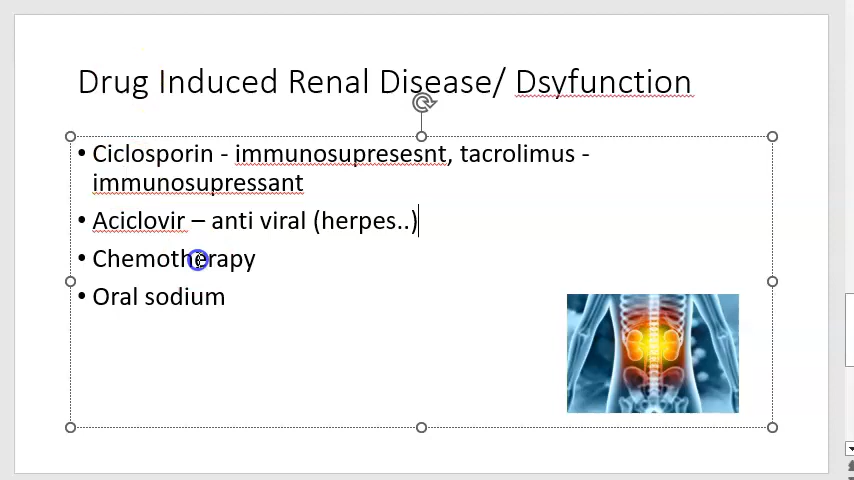 Drug Induced Renal Disease/ Dsyfunction
• Ciclosporin - immunosupresesnt, tacrolimus -
immunosupressant
• Aciclovir – anti viral (herpes..)
• Chemotherapy
• Oral sodium